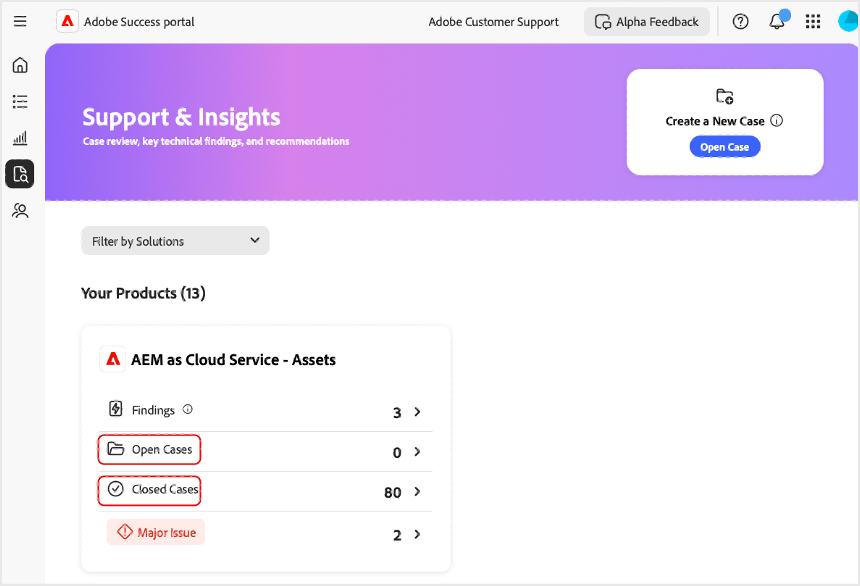 Adobe Success portal
Adobe Customer Support
Alpha Feedback
Support & Insights
Case review, key technical findings, and recommendations
Create a New Case
Open Case
Filter by Solutions
Your Products (13)
AEM as Cloud Service - Assets
Findings 3
Open Cases 0
Closed Cases 80
Major Issue 2